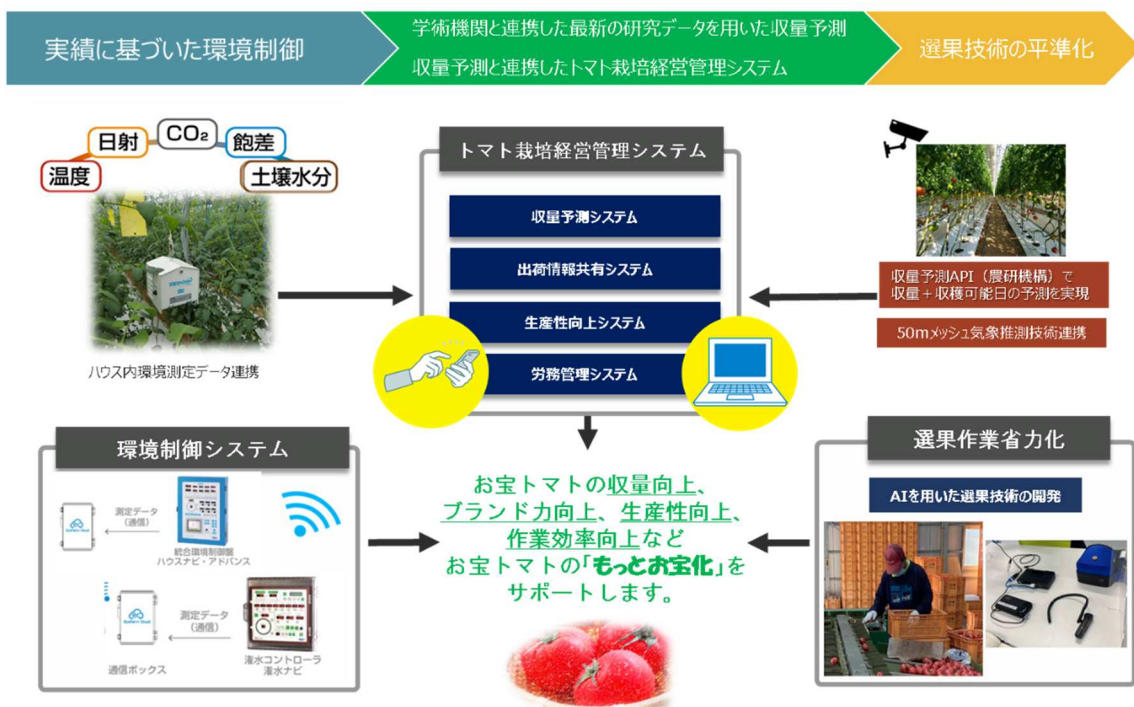 実績に基づいた環境制御
学術機関と連携した最新の研究データを用いた収量予測
収量予測と連携したトマト栽培経営管理システム
選果技術の平準化
温度
日射
CO₂
飽差
土壌水分
ハウス内環境測定データ連携
トマト栽培経営管理システム
収量予測システム
出荷情報共有システム
生産性向上システム
労務管理システム
収量予測API（農研機構）で
収量＋収穫可能日の予測を実現
50mメッシュ気象推測技術連携
環境制御システム
測定データ
（通信）
統合環境制御盤
ハウスナビ・アドバンス
測定データ
（通信）
通信ボックス
潅水コントローラ
潅水ナビ
お宝トマトの収量向上、
ブランド力向上、生産性向上、
作業効率向上など
お宝トマトの「もっとお宝化」を
サポートします。
選果作業省力化
AIを用いた選果技術の開発